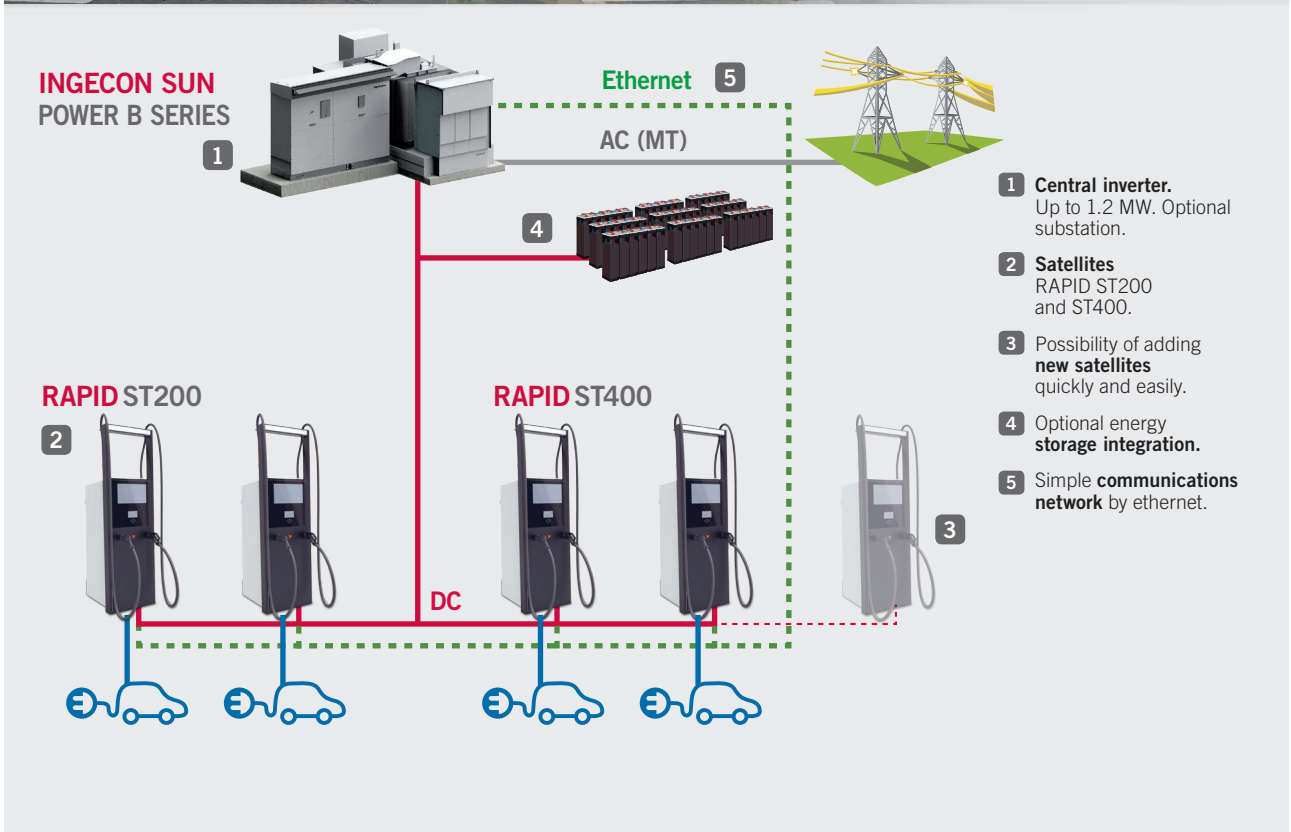 INGECON SUN
POWER B SERIES
1
Ethernet 5
AC (MT)
4
1 Central inverter.
Up to 1.2 MW. Optional
substation.
2 Satellites
RAPID ST200
and ST400.
3 Possibility of adding
new satellites
quickly and easily.
4 Optional energy
storage integration.
5 Simple communications
network by ethernet.
RAPID ST200
2
RAPID ST400
3
DC